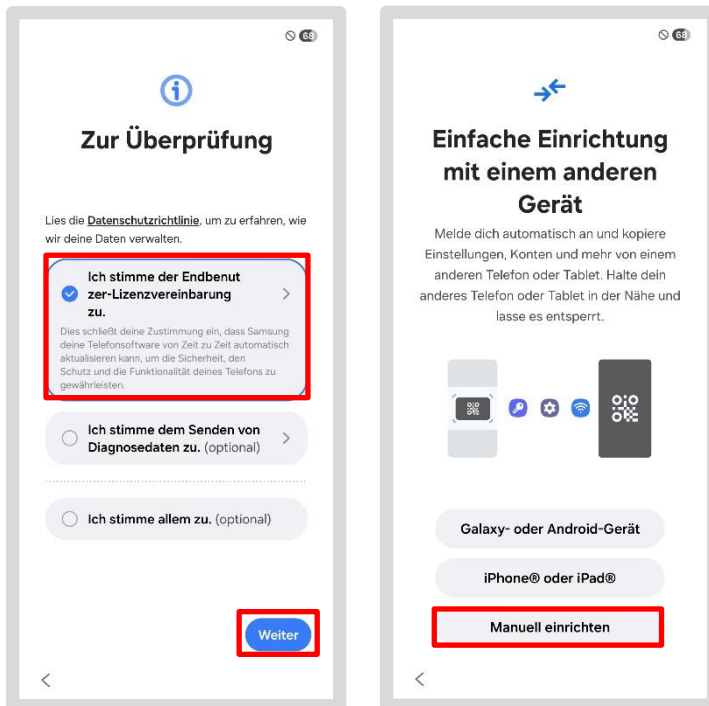 68
Zur Überprüfung
Lies die Datenschutzrichtlinie, um zu erfahren, wie
wir deine Daten verwalten.
Ich stimme der Endbenut
zer-Lizenzvereinbarung
zu.
Dies schließt deine Zustimmung ein, dass Samsung
deine Telefonsoftware von Zeit zu Zeit automatisch
aktualisieren kann, um die Sicherheit, den
Schutz und die Funktionalität deines Telefons zu
gewährleisten.
Ich stimme dem Senden von
Diagnosedaten zu. (optional)
Ich stimme allem zu. (optional)
Weiter
68
Einfache Einrichtung
mit einem anderen
Gerät
Melde dich automatisch an und kopiere
Einstellungen, Konten und mehr von einem
anderen Telefon oder Tablet. Halte dein
anderes Telefon oder Tablet in der Nähe und
lasse es entsperrt.
Galaxy- oder Android-Gerät
iPhone® oder iPad®
Manuell einrichten